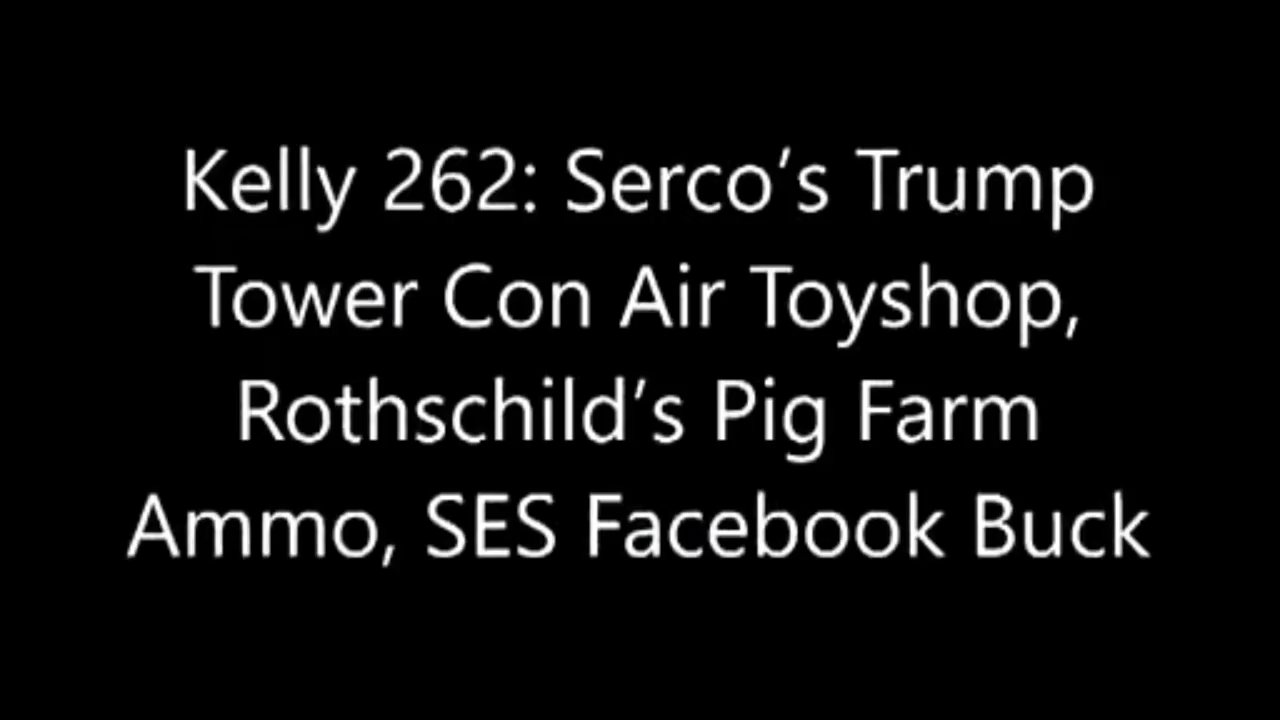 Kelly 262: Serco’s Trump
Tower Con Air Toyshop,
Rothschild’s Pig Farm
Ammo, SES Facebook Buck